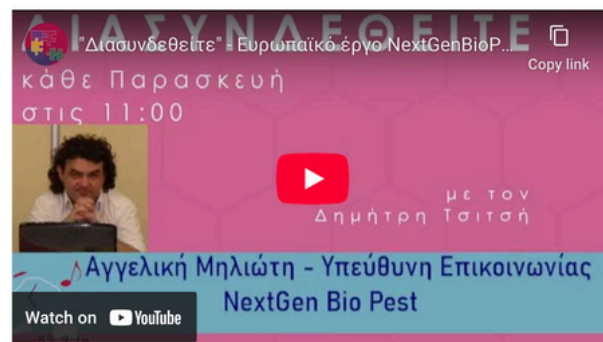 ΔΙΑΣΥΝΔΕΘΕΙΤΕ
"Διασυνδεθείτε" - Ευρωπαϊκό έργο NextGenBioP...
Copy link
κάθε Παρασκευή
στις 11:00
με τον
Δημήτρη Τσιτσή
Αγγελική Μηλιώτη - Υπεύθυνη Επικοινωνίας
NextGen Bio Pest
Watch on YouTube